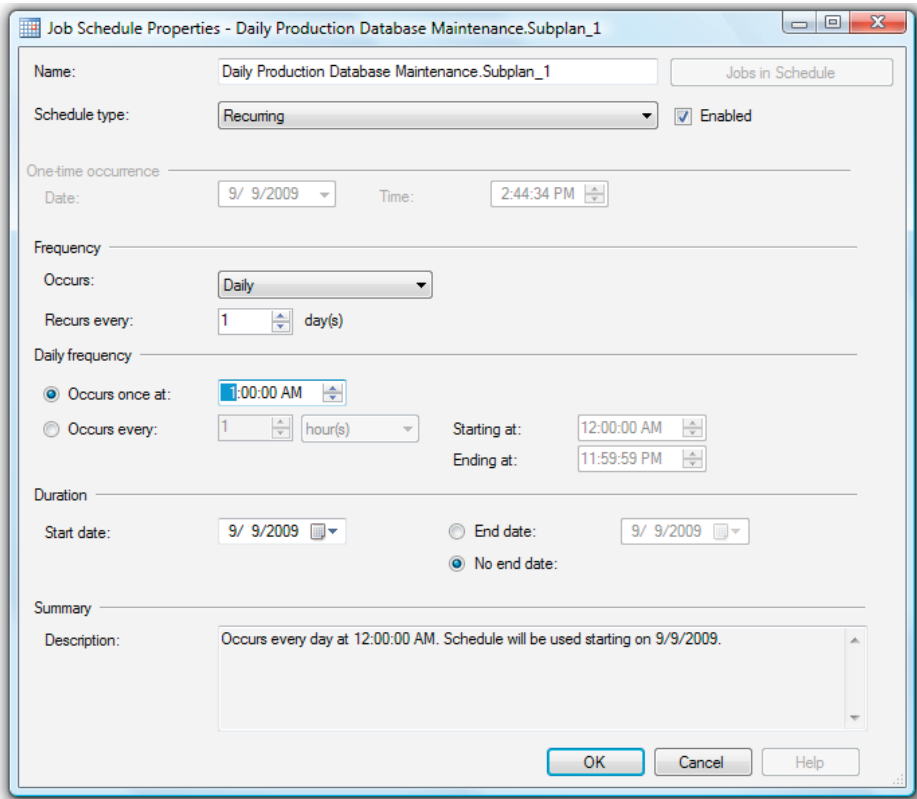 Job Schedule Properties - Daily Production Database Maintenance.Subplan_1
Name: Daily Production Database Maintenance.Subplan_1 Jobs in Schedule
Schedule type: Recurring Enabled
One-time occurrence
Date: 9/ 9/2009 Time: 2:44:34 PM
Frequency
Occurs: Daily
Recurs every: 1 day(s)
Daily frequency
Occurs once at: 1:00:00 AM
Occurs every: 1 hour(s) Starting at: 12:00:00 AM
Ending at: 11:59:59 PM
Duration
Start date: 9/ 9/2009 End date: 9/ 9/2009
No end date:
Summary
Description: Occurs every day at 12:00:00 AM. Schedule will be used starting on 9/9/2009.
OK Cancel Help